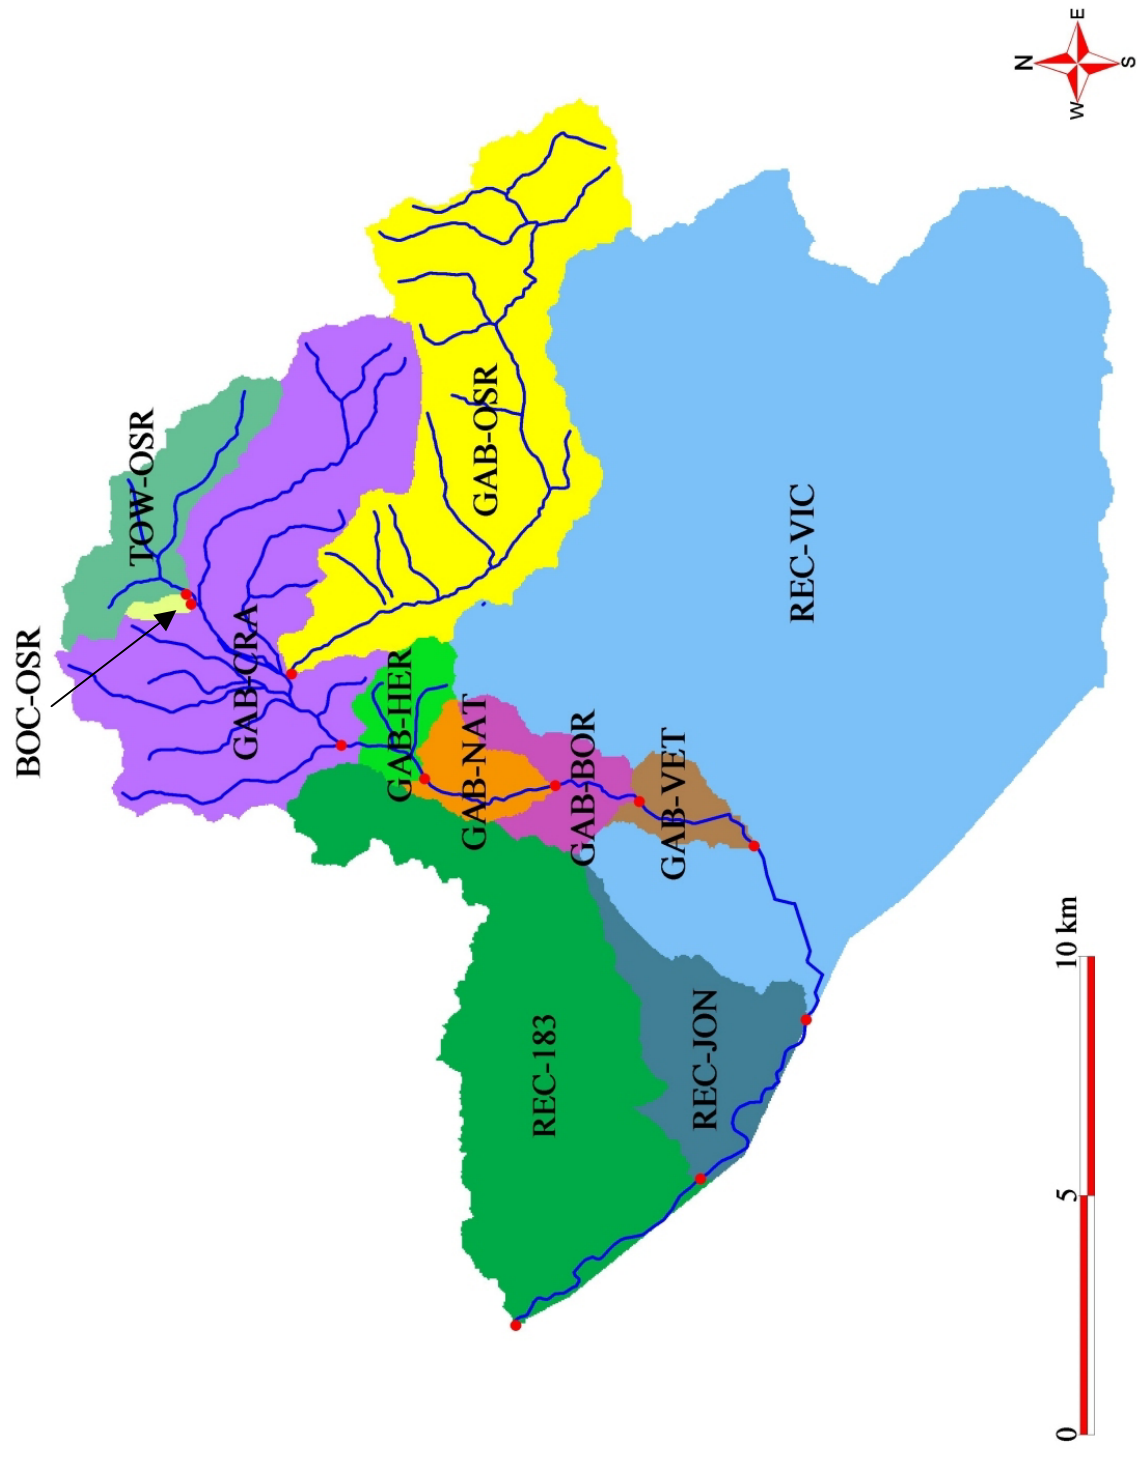 BOC-OSR
TOW-OSR
GAB-CRA
GAB-HER
GAB-NAT
GAB-OSR
GAB-BOR
GAB-VET
REC-183
REC-JON
REC-VIC
0 5 10 km
N
W E
S